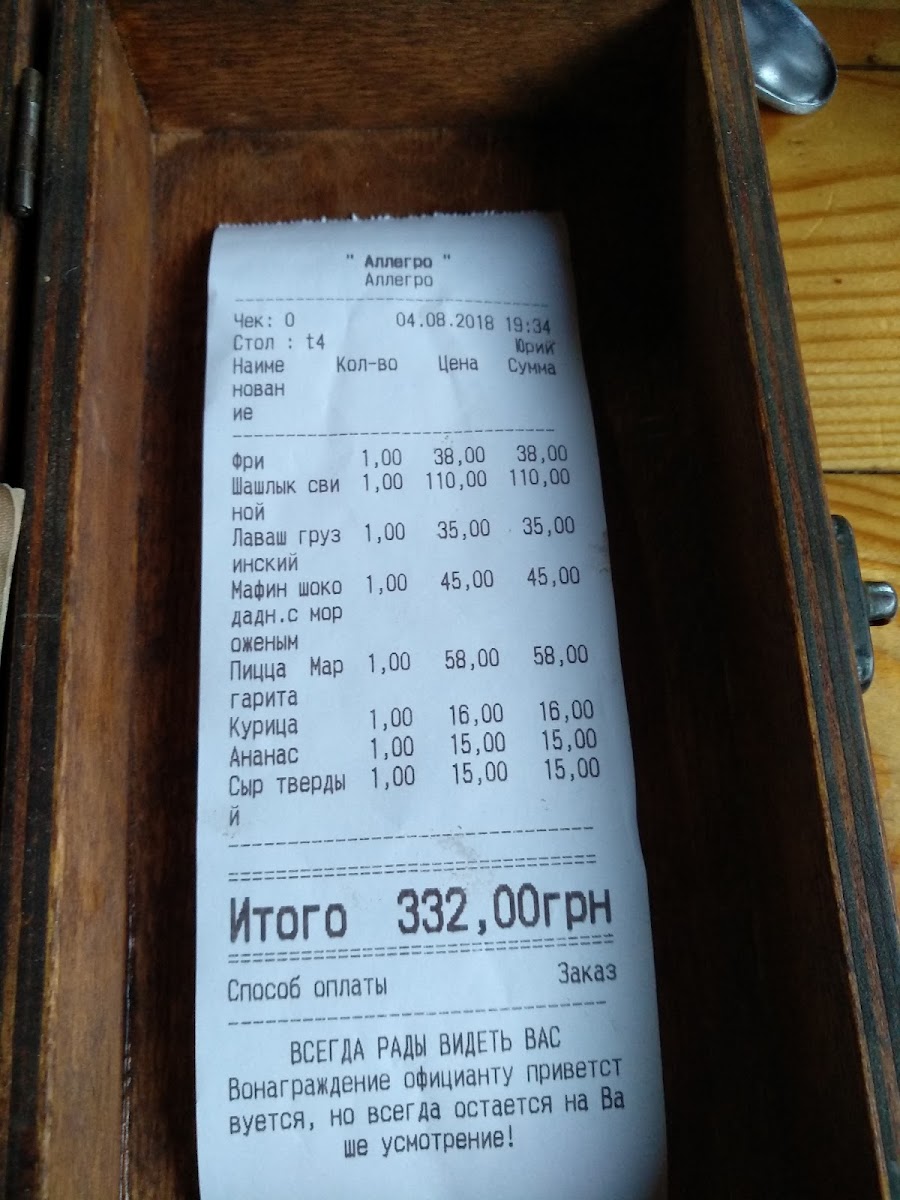 " Аллегро "
Аллегро
Чек: 0 04.08.2018 19:34
Стол : t4 Юрий
Наиме Кол-во Цена Сумма
нован
ие
Фри 1,00 38,00 38,00
Шашлык сви 1,00 110,00 110,00
ной
Лаваш груз 1,00 35,00 35,00
инский
Мафин шоко 1,00 45,00 45,00
дадн.с мор
оженым
Пицца Мар 1,00 58,00 58,00
гарита
Курица 1,00 16,00 16,00
Ананас 1,00 15,00 15,00
Сыр тверды 1,00 15,00 15,00
й
Итого 332,00грн
Способ оплаты Заказ
ВСЕГДА РАДЫ ВИДЕТЬ ВАС
Вонаграждение официанту приветст
вуется, но всегда остается на Ва
ше усмотрение!